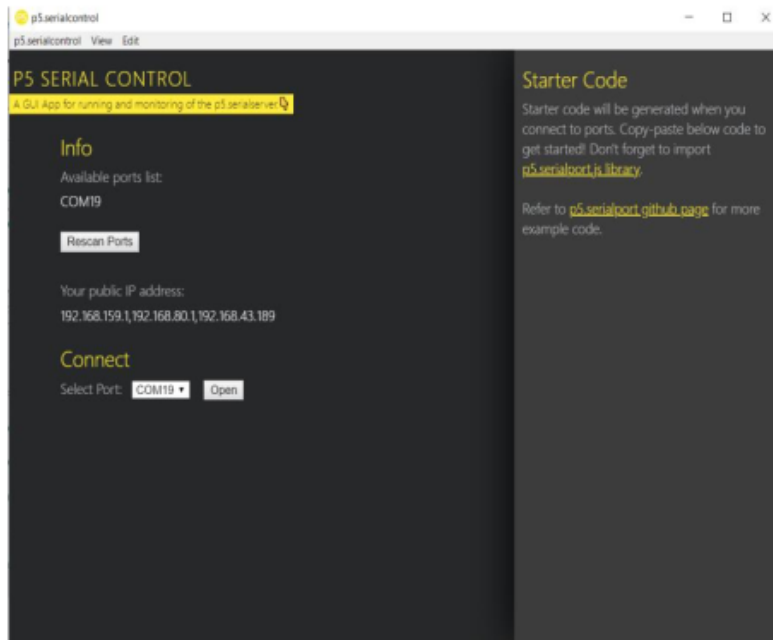 p5.serialcontrol
p5.serialcontrol View Edit
P5 SERIAL CONTROL
A GUI App for running and monitoring of the p5.serialserver.
Info
Available ports list:
COM19
Rescan Ports
Your public IP address:
192.168.159.1,192.168.80.1,192.168.43.189
Connect
Select Port: COM19 Open
Starter Code
Starter code will be generated when you
connect to ports. Copy-paste below code to
get started! Don't forget to import
p5.serialport.js library.
Refer to p5.serialport github page for more
example code.